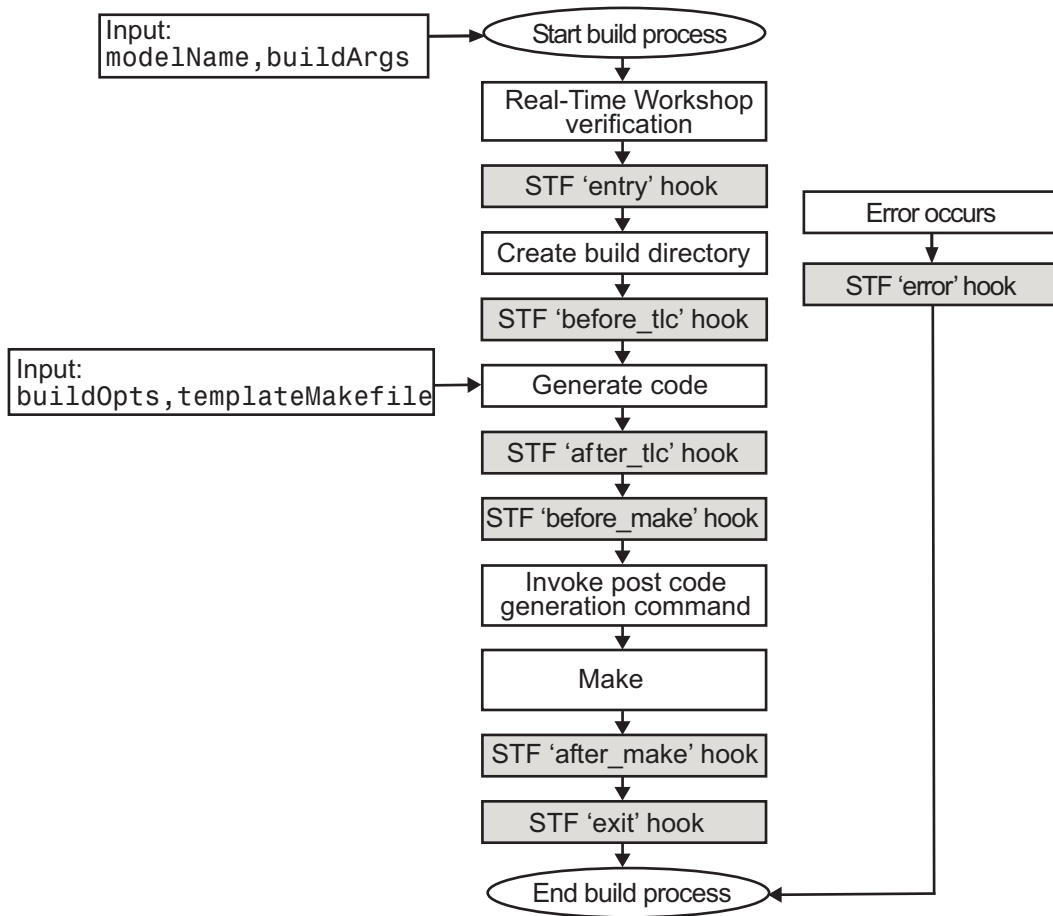 Input:
modelName,buildArgs
Start build process
Real-Time Workshop
verification
STF ‘entry’ hook
Create build directory
STF ‘before_tlc’ hook
Input:
buildOpts,templateMakefile
Generate code
STF ‘after_tlc’ hook
STF ‘before_make’ hook
Invoke post code
generation command
Make
STF ‘after_make’ hook
STF ‘exit’ hook
End build process
Error occurs
STF ‘error’ hook